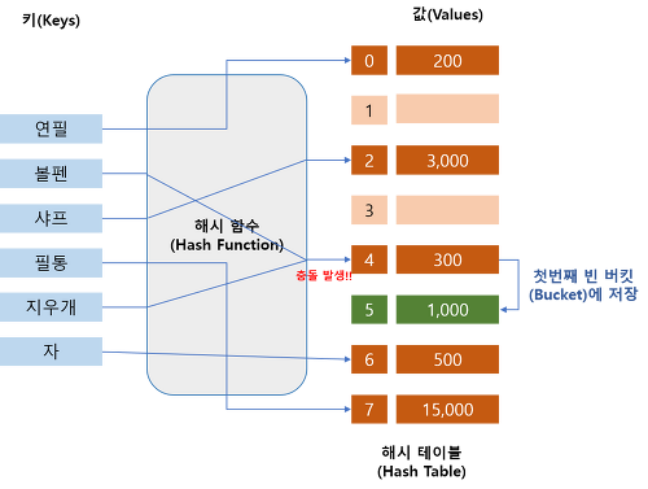 키(Keys)
값(Values)
연필
볼펜
샤프
필통
지우개
자
해시 함수
(Hash Function)
충돌 발생!!
0 200
1
2 3,000
3
4 300
5 1,000
6 500
7 15,000
첫번째 빈 버킷
(Bucket)에 저장
해시 테이블
(Hash Table)